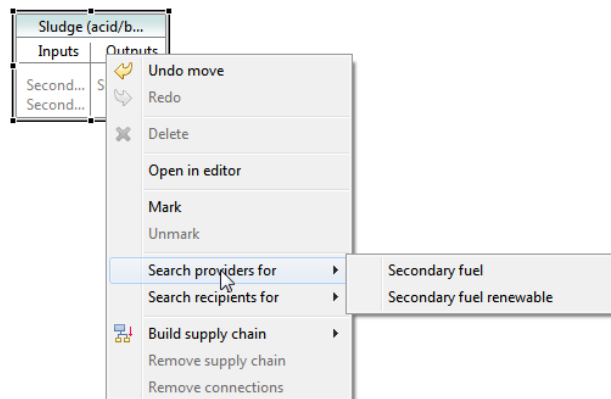 Sludge (acid/b...
Inputs Outputs
Second... S
Second...
Undo move
Redo
Delete
Open in editor
Mark
Unmark
Search providers for
Secondary fuel
Search recipients for
Secondary fuel renewable
Build supply chain
Remove supply chain
Remove connections